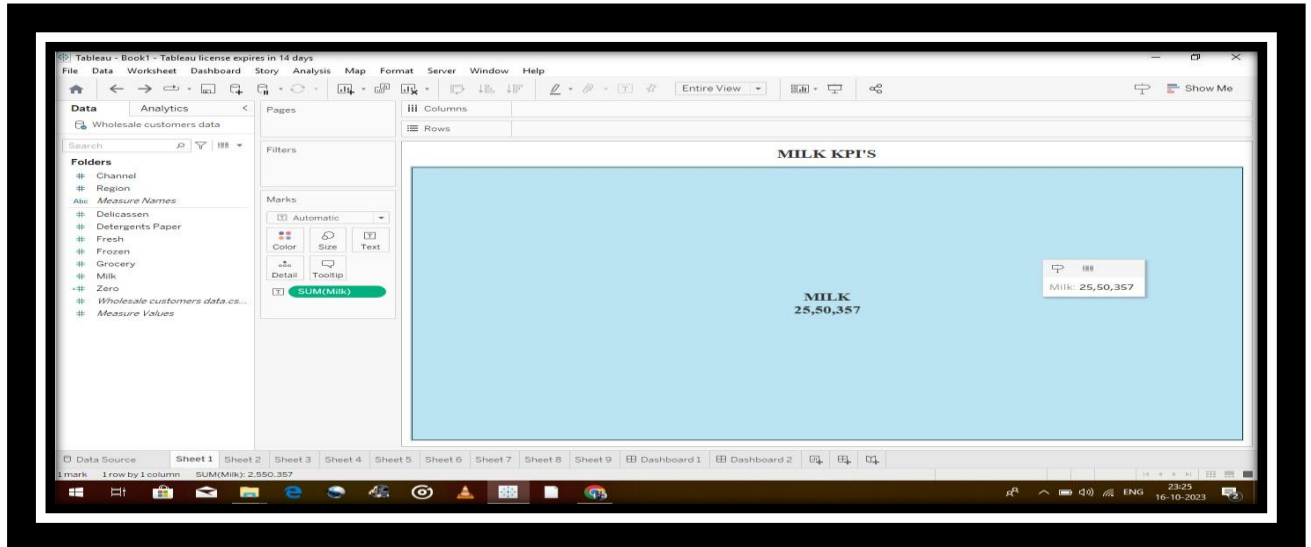 Tableau - Book1 - Tableau license expires in 14 days
File Data Worksheet Dashboard Story Analysis Map Format Server Window Help
Entire View
Show Me
Data Analytics
Wholesale customers data
Search
Folders
Channel
Region
Abc Measure Names
Delicassen
Detergents Paper
Fresh
Frozen
Grocery
Milk
Zero
Wholesale customers data.cs...
Measure Values
Pages
Filters
Marks
Automatic
Color Size Text
Detail Tooltip
SUM(Milk)
Columns
Rows
MILK KPI'S
MILK
25,50,357
Milk: 25,50,357
Data Source Sheet 1 Sheet 2 Sheet 3 Sheet 4 Sheet 5 Sheet 6 Sheet 7 Sheet 8 Sheet 9 Dashboard 1 Dashboard 2
1 mark 1 row by 1 column SUM(Milk): 2,550,357
ENG
23:25
16-10-2023
2